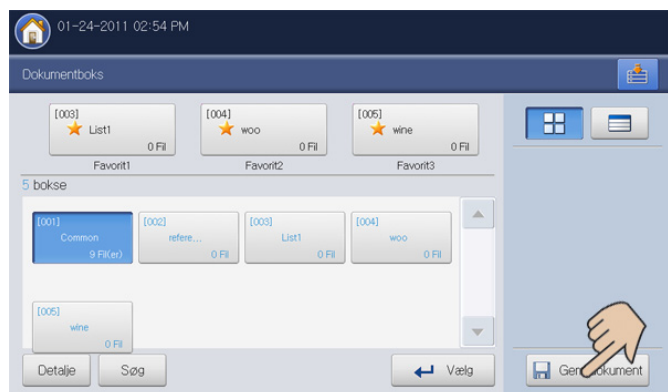 01-24-2011 02:54 PM
Dokumentboks
[003] [004] [005]
List1 woo wine
0 Fil 0 Fil 0 Fil
Favorit1 Favorit2 Favorit3
5 bokse
[001] [002] [003] [004]
Common refere... List1 woo
9 Fil(er) 0 Fil 0 Fil 0 Fil
[005]
wine
0 Fil
Detalje Søg Vælg Gem dokument